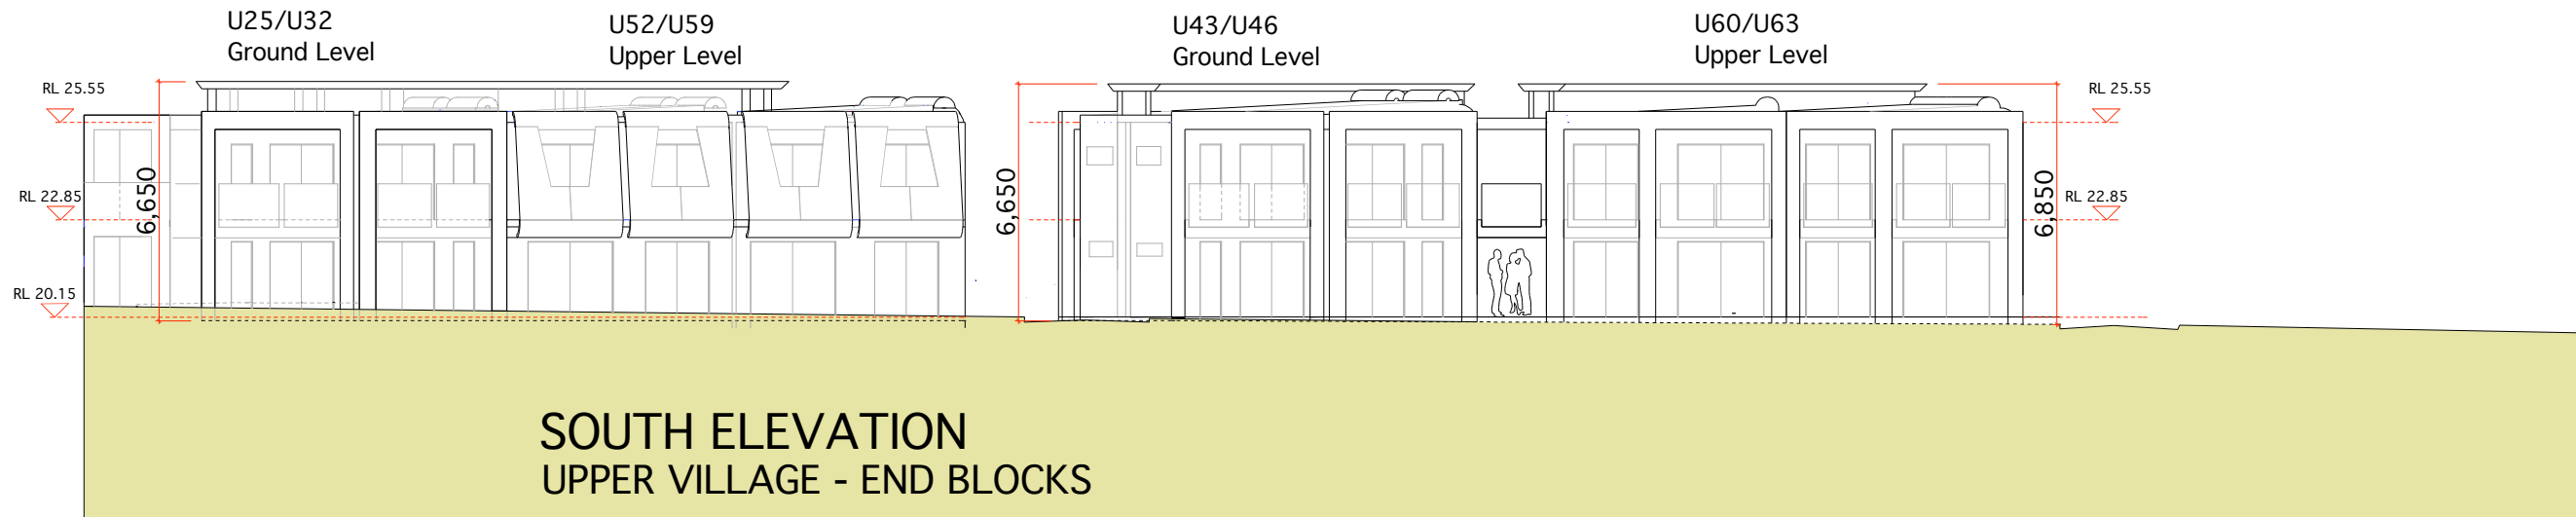 U25/U32
Ground Level
U52/U59
Upper Level
U43/U46
Ground Level
U60/U63
Upper Level
RL 25.55
RL 22.85
RL 20.15
6,650
6,650
6,850
RL 25.55
RL 22.85
SOUTH ELEVATION
UPPER VILLAGE - END BLOCKS